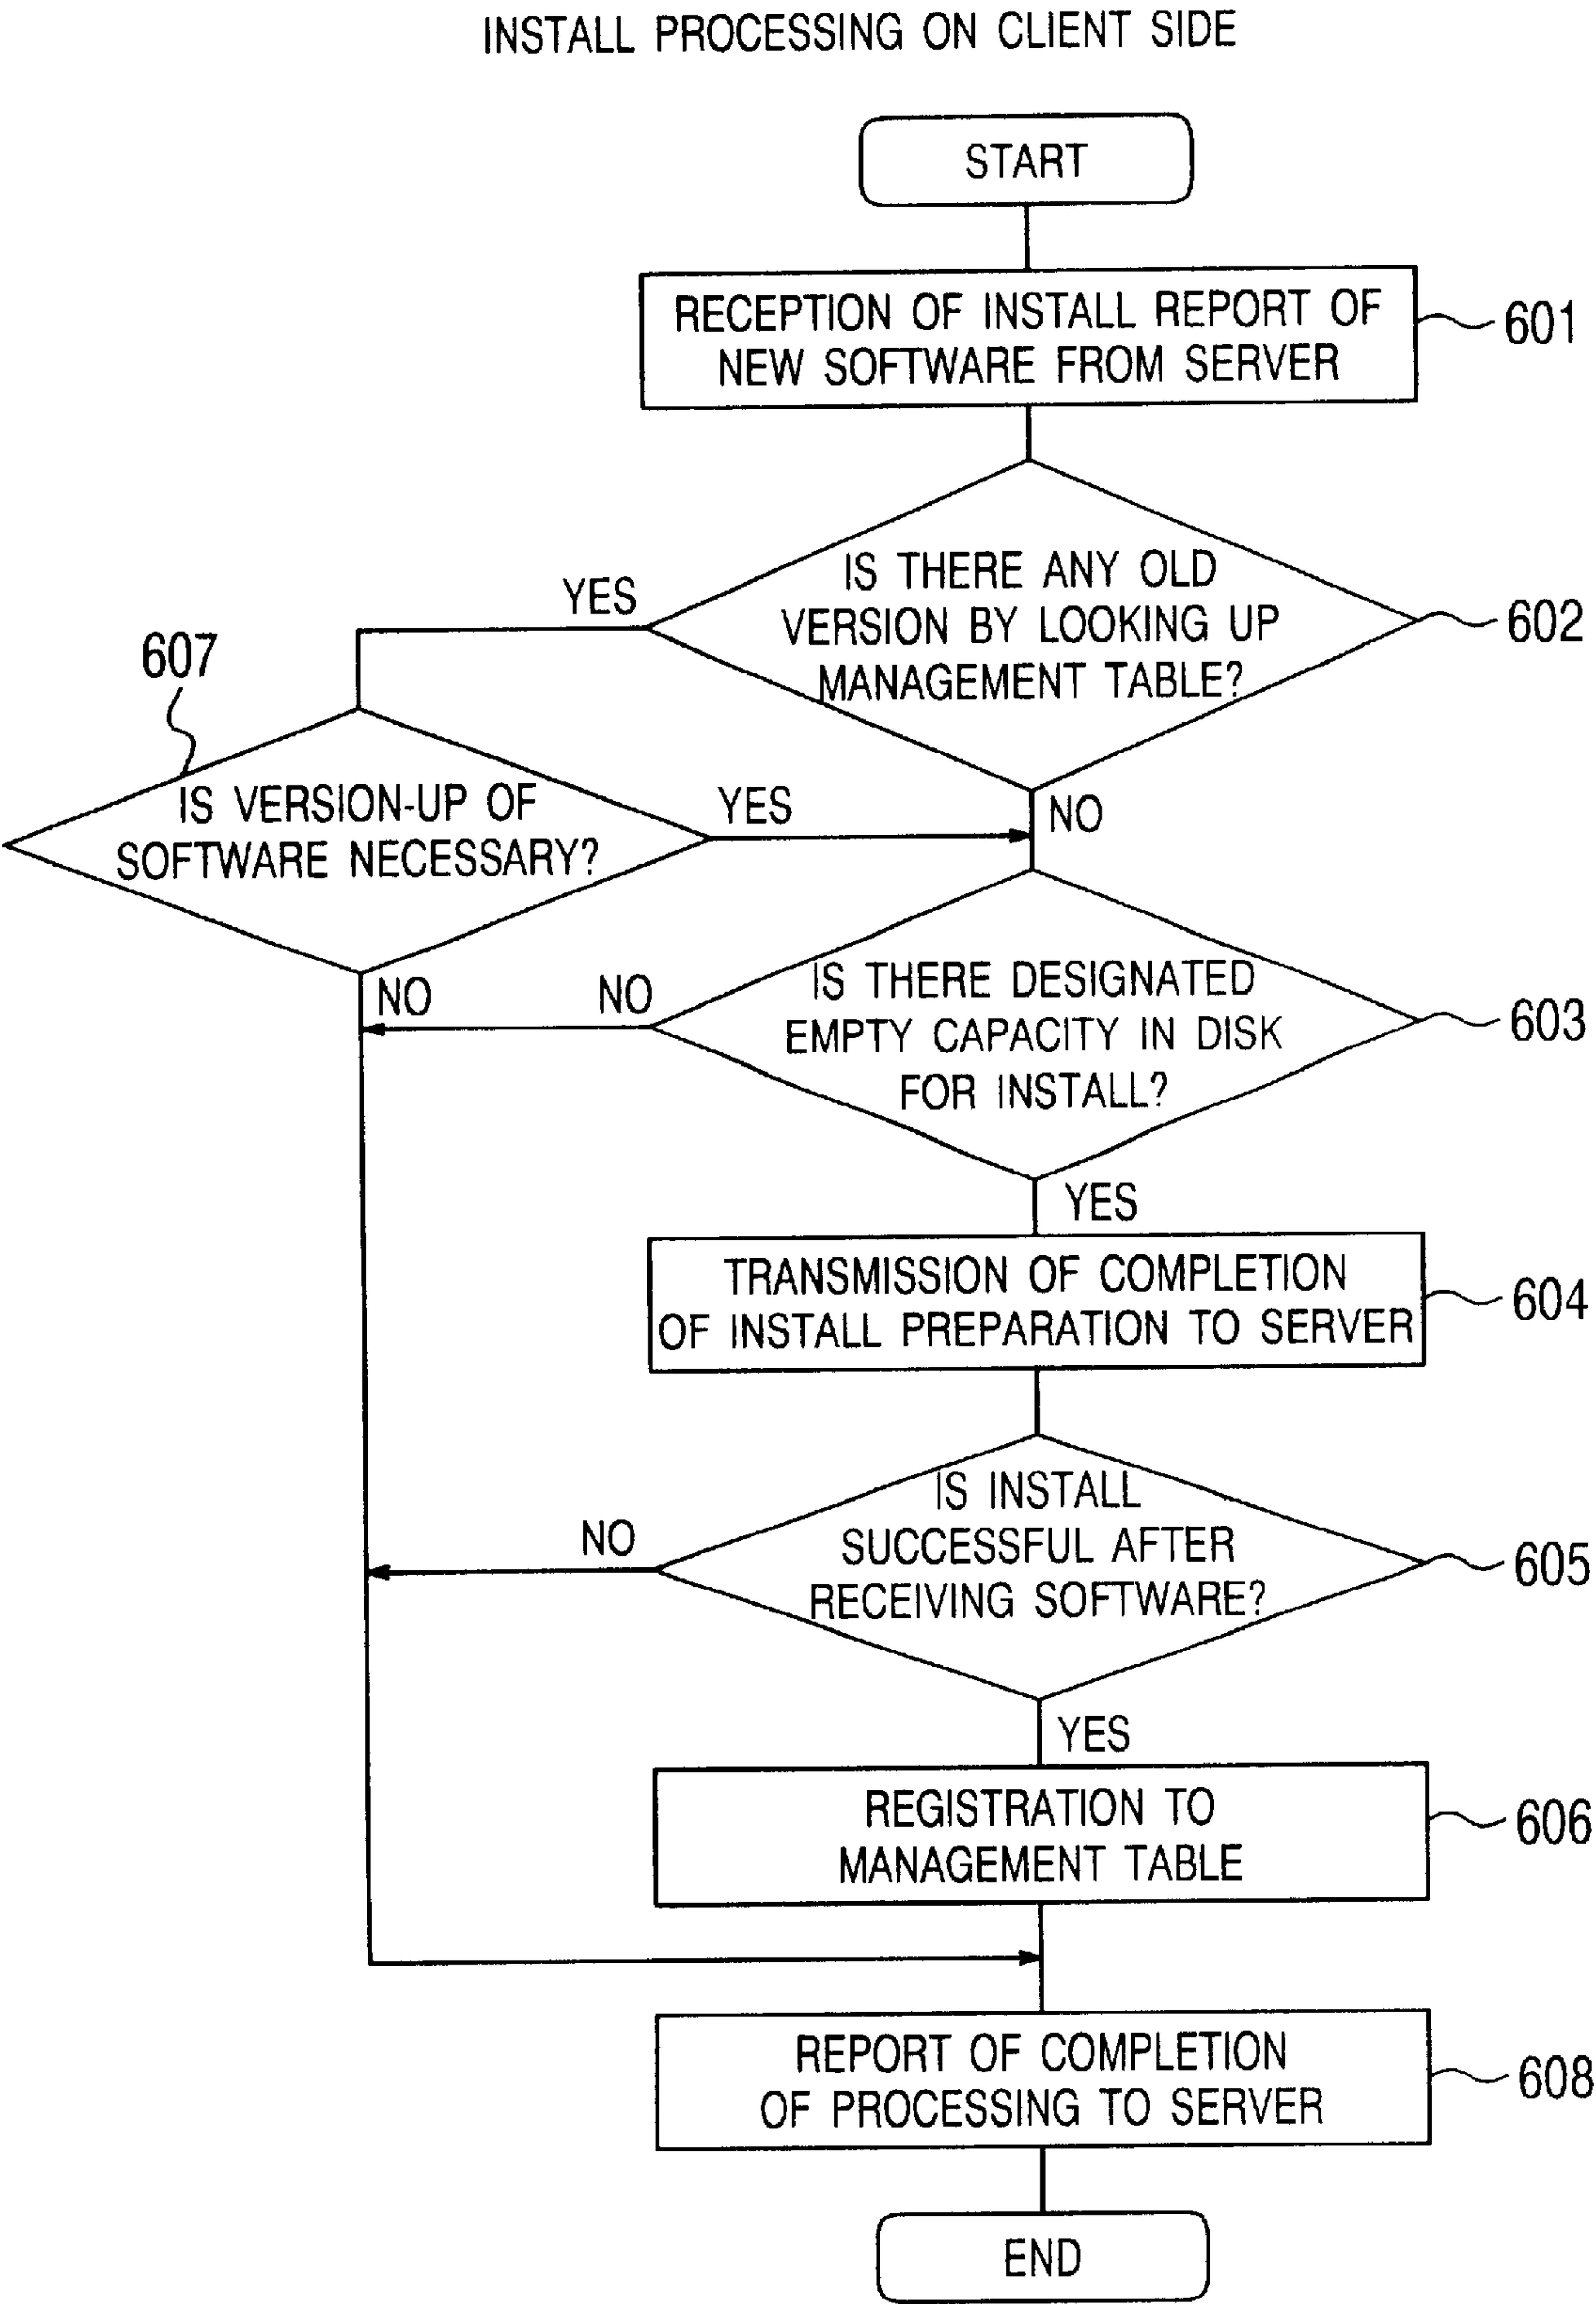 INSTALL PROCESSING ON CLIENT SIDE
START
RECEPTION OF INSTALL REPORT OF
NEW SOFTWARE FROM SERVER
601
IS THERE ANY OLD
VERSION BY LOOKING UP
MANAGEMENT TABLE?
602
YES
NO
607
IS VERSION-UP OF
SOFTWARE NECESSARY?
YES
NO
IS THERE DESIGNATED
EMPTY CAPACITY IN DISK
FOR INSTALL?
603
NO
YES
TRANSMISSION OF COMPLETION
OF INSTALL PREPARATION TO SERVER
604
IS INSTALL
SUCCESSFUL AFTER
RECEIVING SOFTWARE?
605
NO
YES
REGISTRATION TO
MANAGEMENT TABLE
606
REPORT OF COMPLETION
OF PROCESSING TO SERVER
608
END